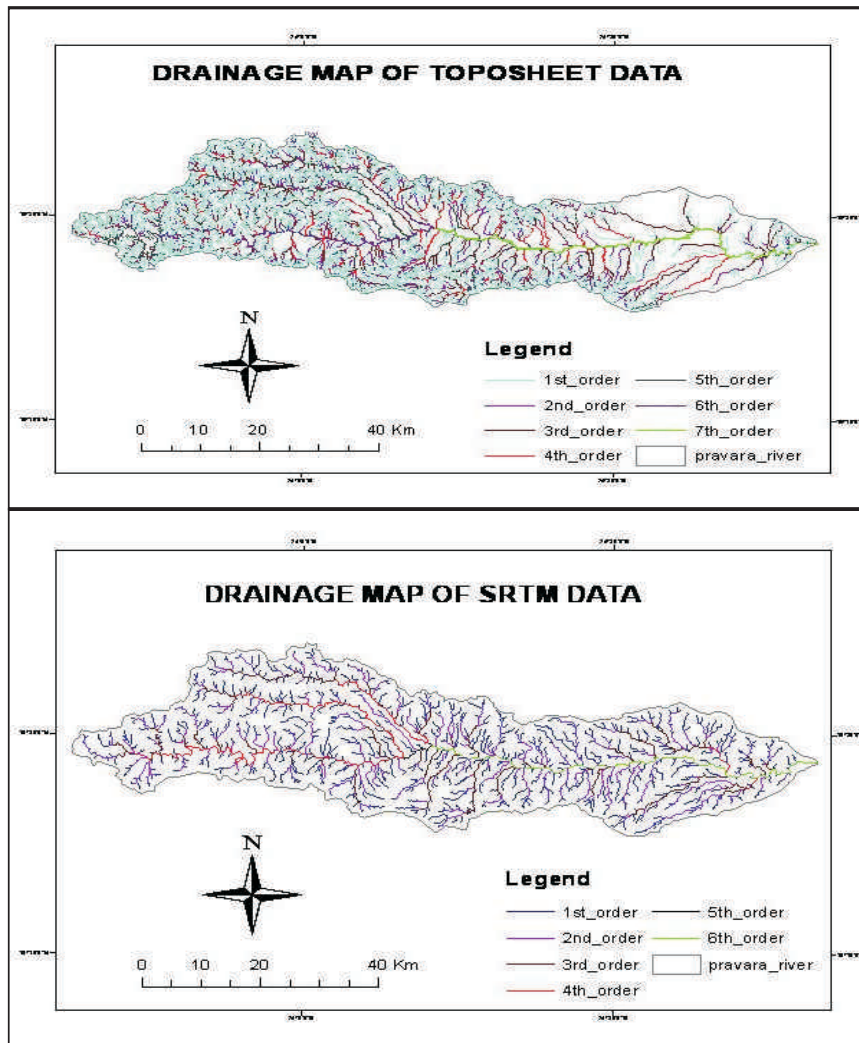 DRAINAGE MAP OF TOPOSHEET DATA
N
Legend
1st_order 5th_order
2nd_order 6th_order
3rd_order 7th_order
4th_order pravara_river
0 10 20 40 Km
DRAINAGE MAP OF SRTM DATA
N
Legend
1st_order 5th_order
2nd_order 6th_order
3rd_order pravara_river
4th_order
0 10 20 40 Km